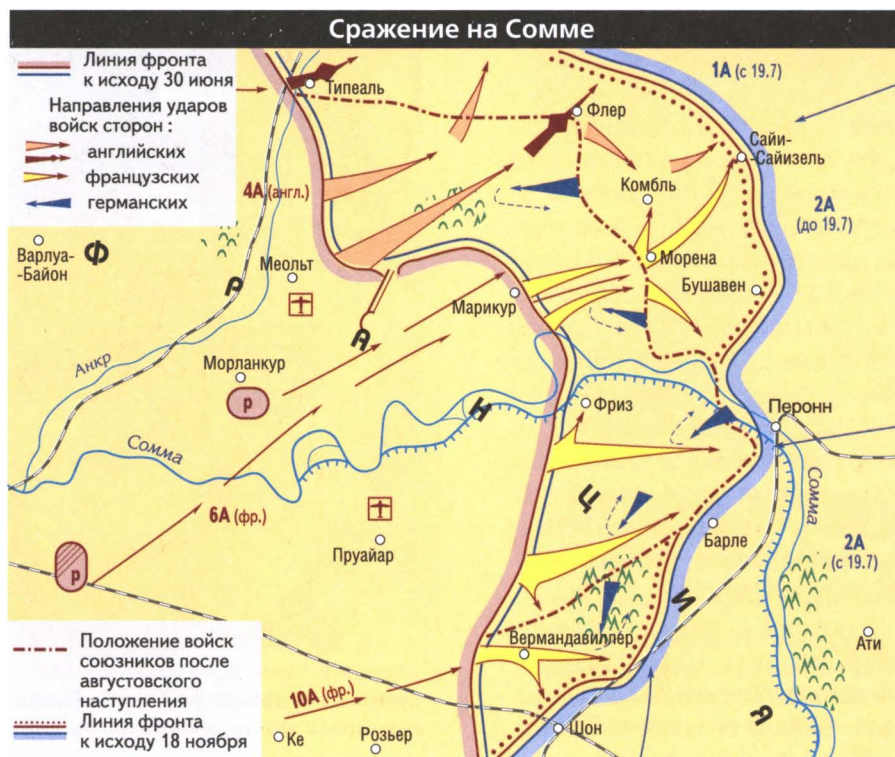 Сражение на Сомме
Линия фронта
к исходу 30 июня
Направления ударов
войск сторон :
английских
французских
германских
Типеаль
Флер
1А (с 19.7)
Сайи-
-Сайизель
4А (англ.)
Комбль
2А
(до 19.7)
Варлуа-
-Байон
Ф
Р
Меольт
Морена
Бушавен
Марикур
А
Анкр
Морланкур
р
Н
Фриз
Перонн
Сомма
Сомма
6А (фр.)
Ц
Пруайар
Барле
2А
(с 19.7)
р
И
Ати
Положение войск
союзников после
августовского
наступления
Линия фронта
к исходу 18 ноября
Вермандавиллер
10А (фр.)
Я
Ке
Розьер
Шон